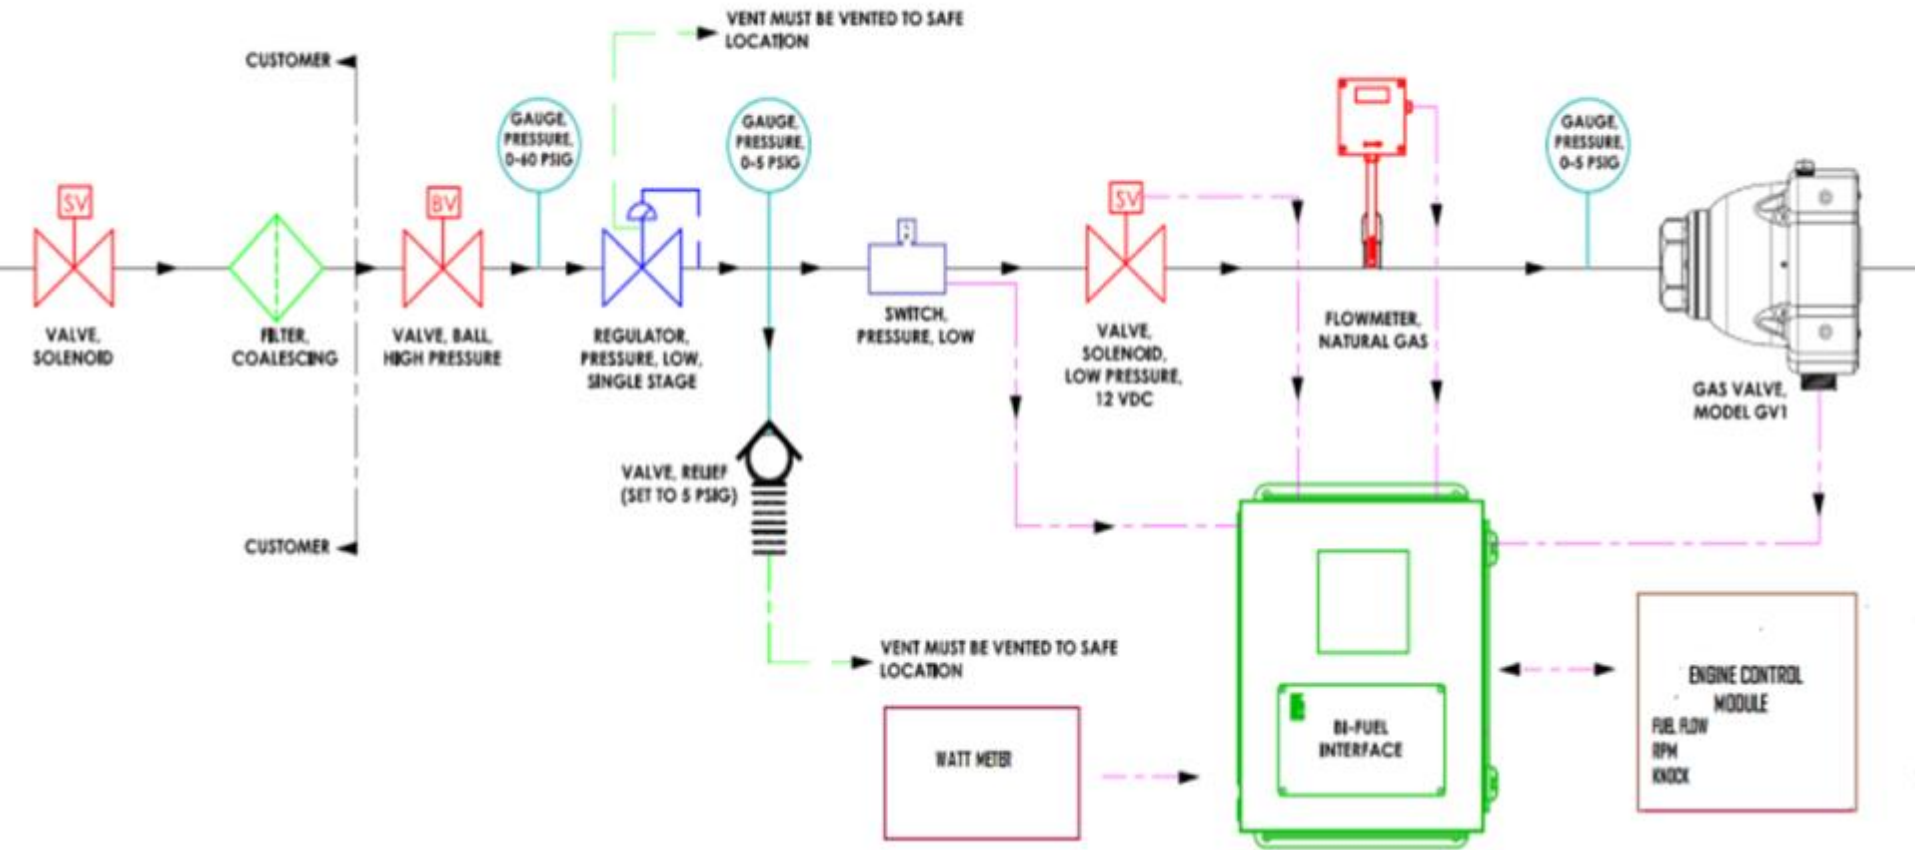 VENT MUST BE VENTED TO SAFE
LOCATION
CUSTOMER
GAUGE,
PRESSURE,
0-60 PSIG
GAUGE,
PRESSURE,
0-5 PSIG
GAUGE,
PRESSURE,
0-5 PSIG
SV
BV
SV
VALVE,
SOLENOID
FILTER,
COALESCING
VALVE, BALL,
HIGH PRESSURE
REGULATOR,
PRESSURE, LOW,
SINGLE STAGE
SWITCH,
PRESSURE, LOW
VALVE,
SOLENOID,
LOW PRESSURE,
12 VDC
FLOWMETER,
NATURAL GAS
GAS VALVE,
MODEL GV1
VALVE, RELIEF
(SET TO 5 PSIG)
CUSTOMER
VENT MUST BE VENTED TO SAFE
LOCATION
WATT METER
BI-FUEL
INTERFACE
ENGINE CONTROL
MODULE
FUEL FLOW
RPM
KNOCK